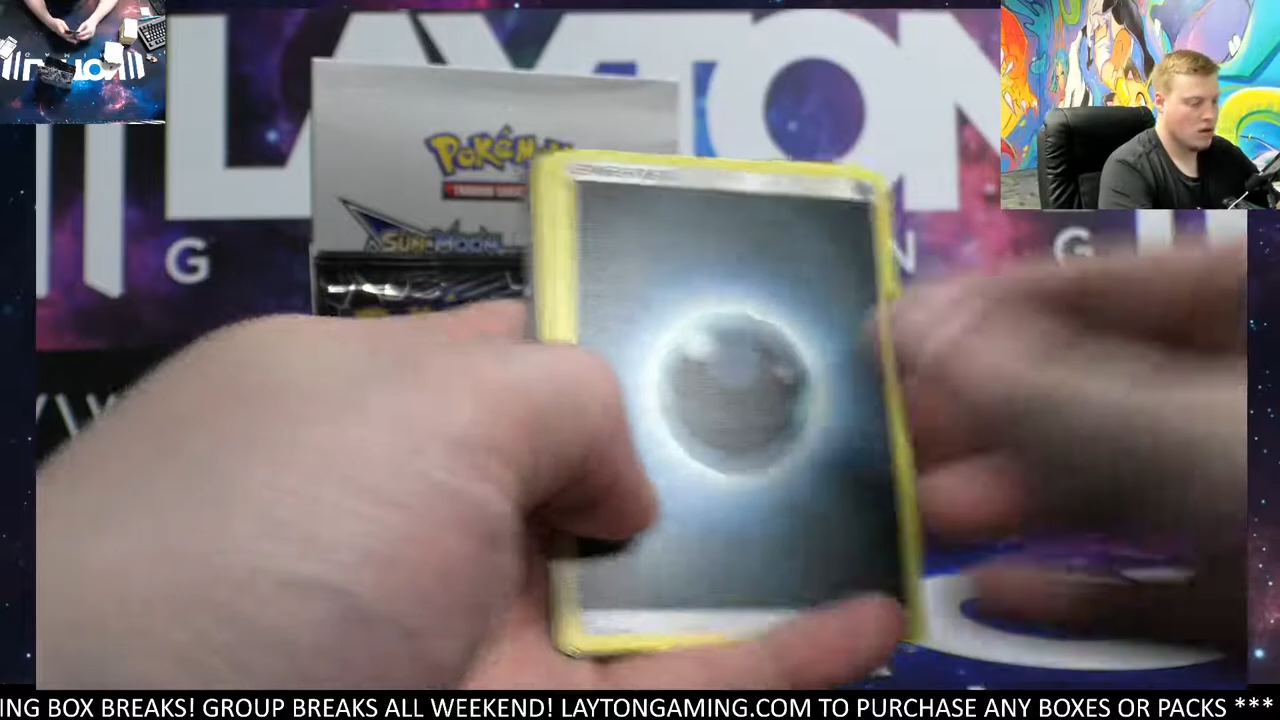 LAYTON
G
N
G
POKéMON
SUN & MOON
ING BOX BREAKS! GROUP BREAKS ALL WEEKEND! LAYTONGAMING.COM TO PURCHASE ANY BOXES OR PACKS ***